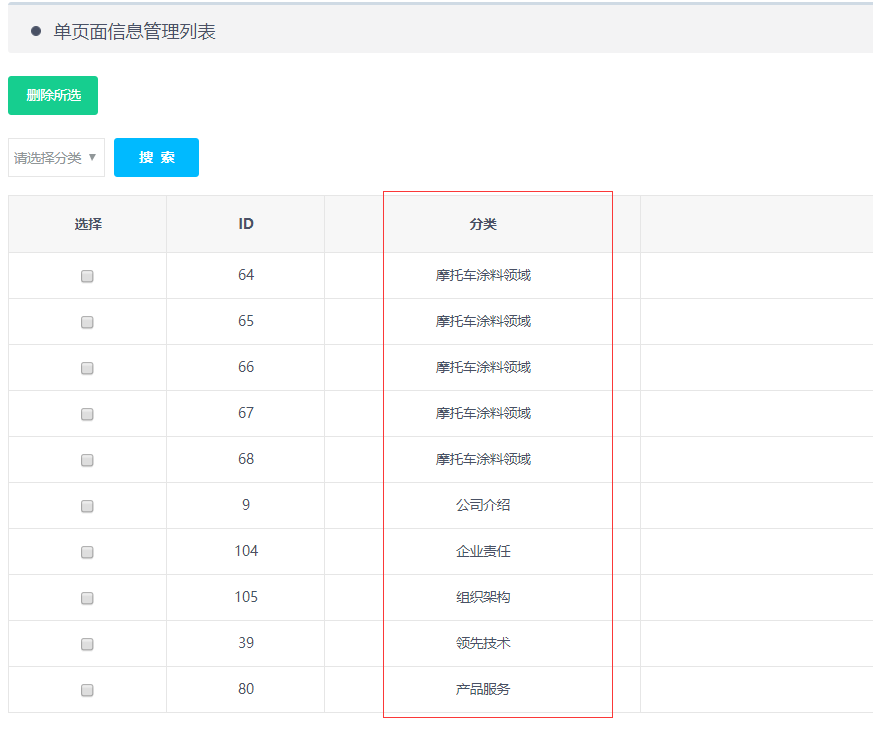 单页面信息管理列表
删除所选
请选择分类 ▼ 搜 索
选择 ID 分类
64 摩托车涂料领域
65 摩托车涂料领域
66 摩托车涂料领域
67 摩托车涂料领域
68 摩托车涂料领域
9 公司介绍
104 企业责任
105 组织架构
39 领先技术
80 产品服务